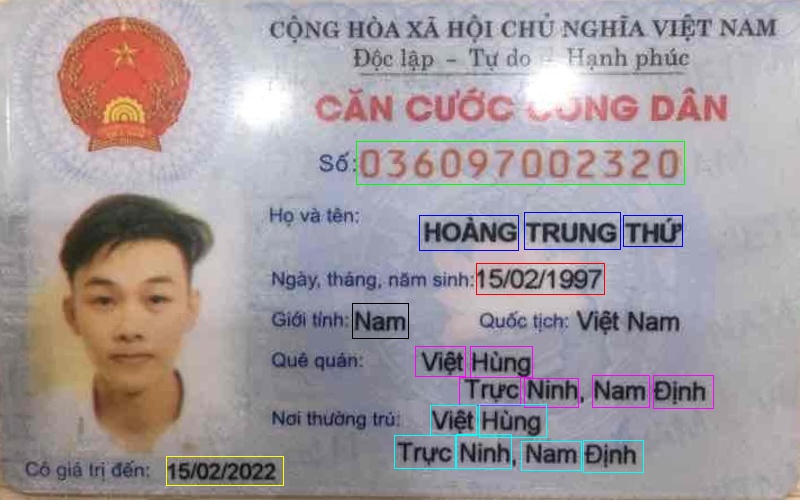 CỘNG HÒA XÃ HỘI CHỦ NGHĨA VIỆT NAM
Độc lập - Tự do - Hạnh phúc
CĂN CƯỚC CÔNG DÂN
Số: 036097002320
Họ và tên: HOÀNG TRUNG THỨ
Ngày, tháng, năm sinh: 15/02/1997
Giới tính: Nam Quốc tịch: Việt Nam
Quê quán: Việt Hùng
Trực Ninh, Nam Định
Nơi thường trú: Việt Hùng
Trực Ninh, Nam Định
Có giá trị đến: 15/02/2022